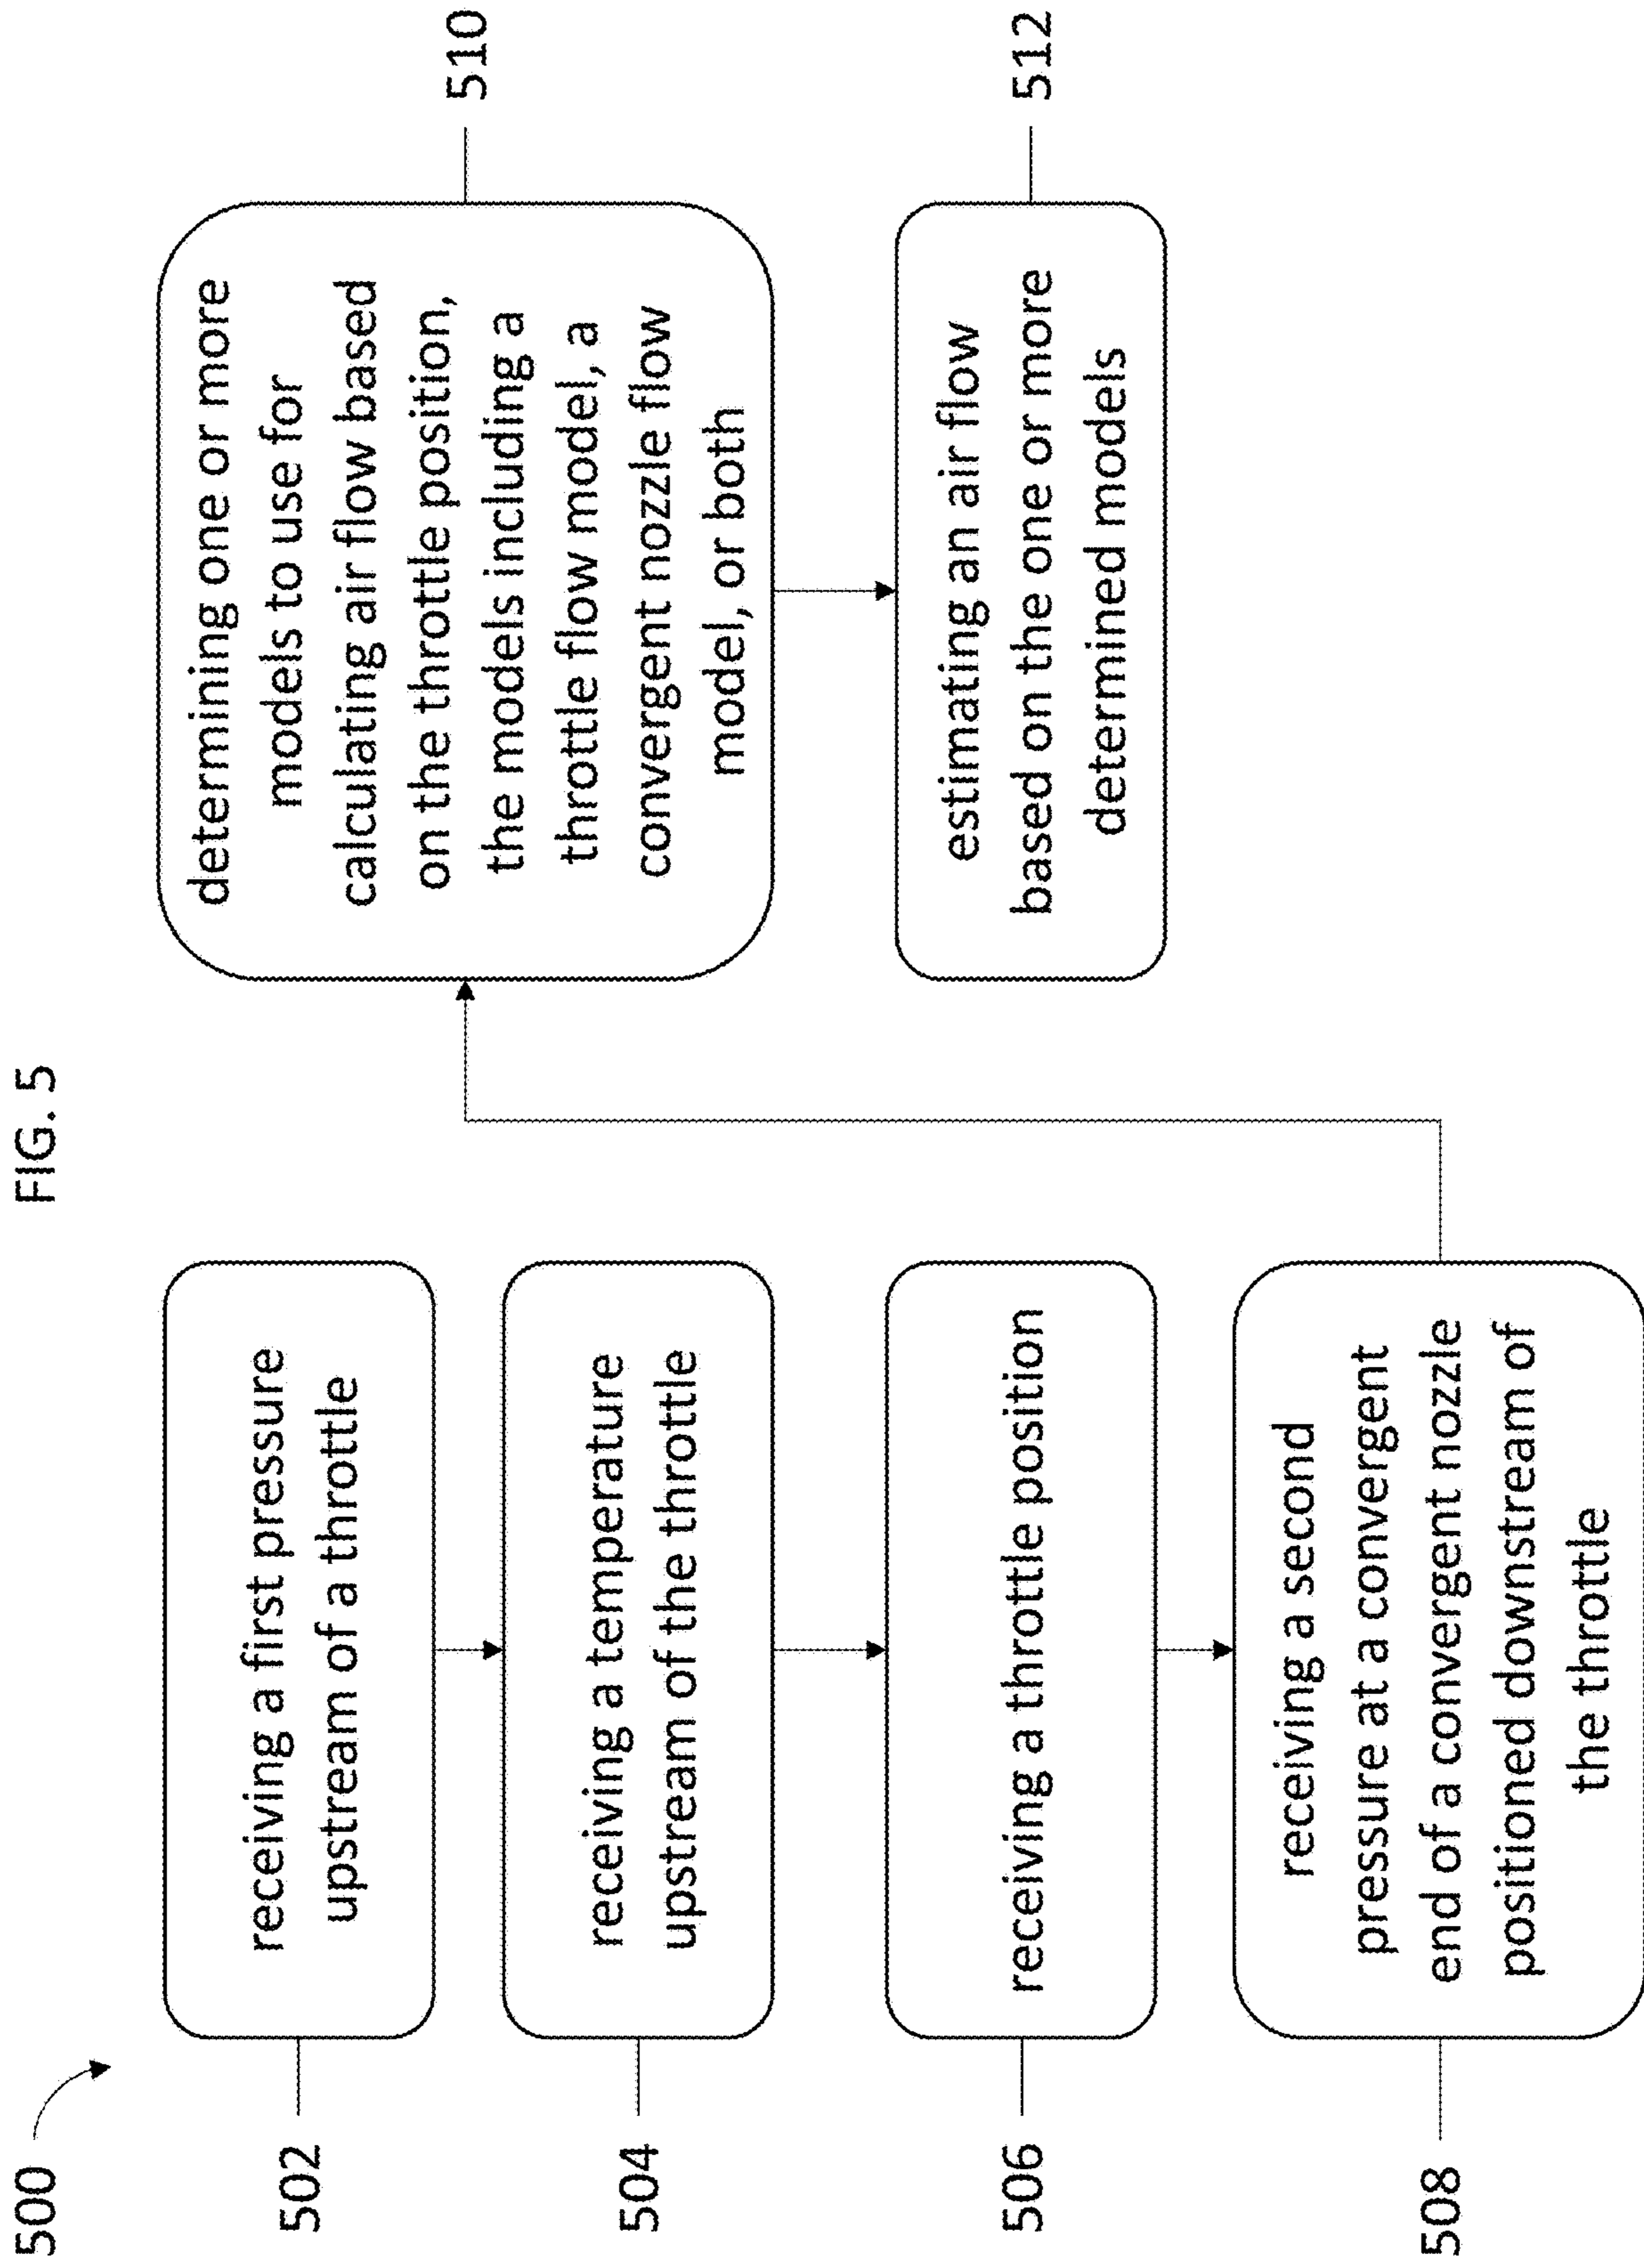 FIG. 5
500
502
receiving a first pressure
upstream of a throttle
504
receiving a temperature
upstream of the throttle
506
receiving a throttle position
508
receiving a second
pressure at a convergent
end of a convergent nozzle
positioned downstream of
the throttle
determining one or more
models to use for
calculating air flow based
on the throttle position,
the models including a
throttle flow model, a
convergent nozzle flow
model, or both
510
estimating an air flow
based on the one or more
determined models
512